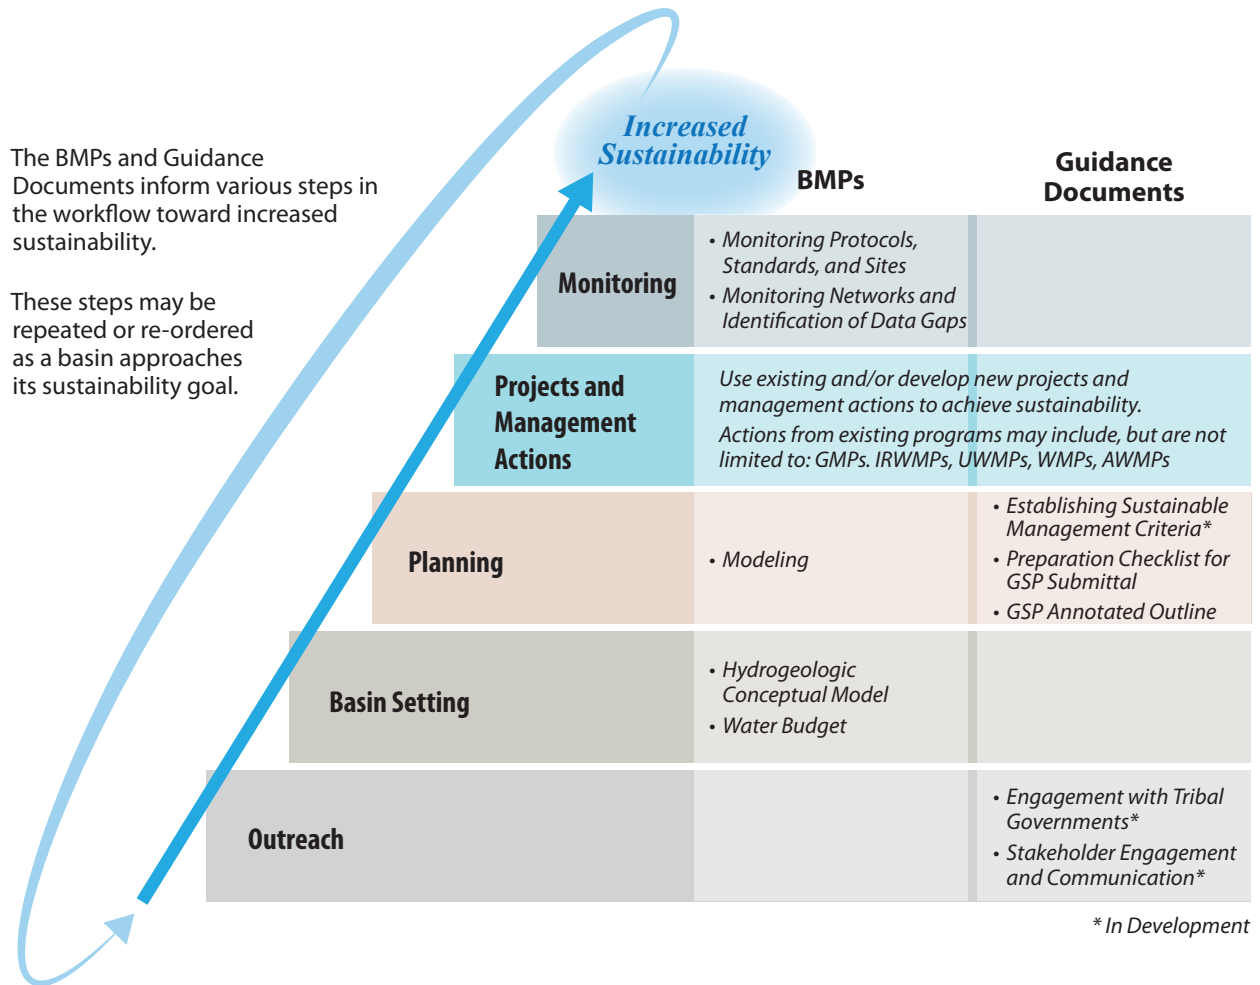 Increased
Sustainability
The BMPs and Guidance
Documents inform various steps in
the workflow toward increased
sustainability.
These steps may be
repeated or re-ordered
as a basin approaches
its sustainability goal.
BMPs
Guidance
Documents
Monitoring
• Monitoring Protocols,
Standards, and Sites
• Monitoring Networks and
Identification of Data Gaps
Projects and
Management
Actions
Use existing and/or develop new projects and
management actions to achieve sustainability.
Actions from existing programs may include, but are not
limited to: GMPs. IRWMPs, UWMPs, WMPs, AWMPs
Planning
• Modeling
• Establishing Sustainable
Management Criteria*
• Preparation Checklist for
GSP Submittal
• GSP Annotated Outline
Basin Setting
• Hydrogeologic
Conceptual Model
• Water Budget
Outreach
• Engagement with Tribal
Governments*
• Stakeholder Engagement
and Communication*
* In Development